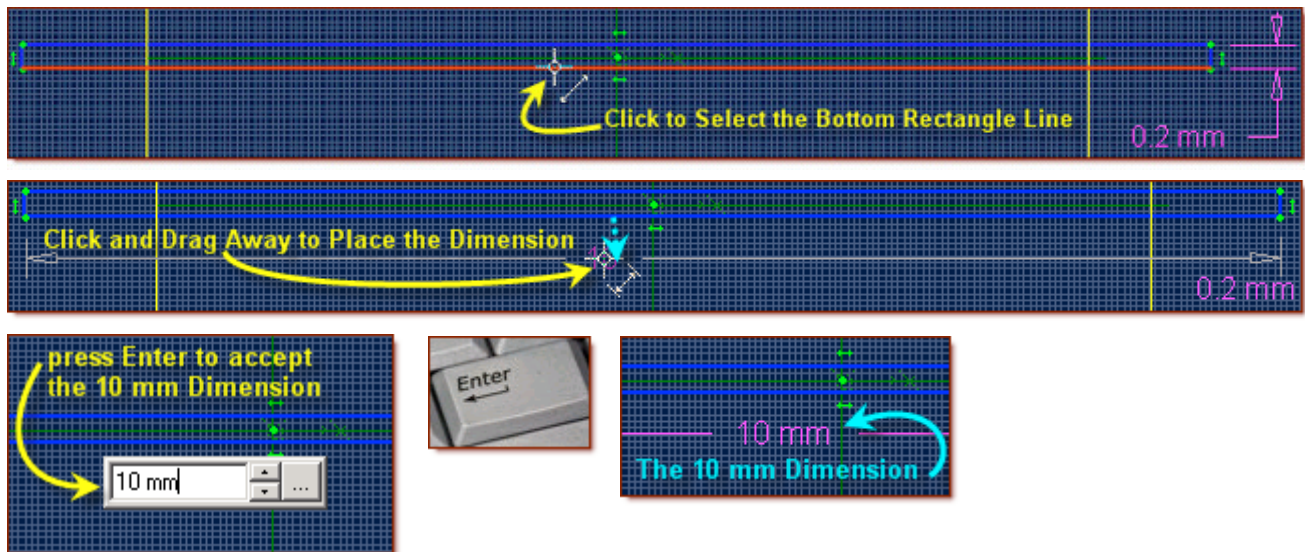 Click to Select the Bottom Rectangle Line
0.2 mm
Click and Drag Away to Place the Dimension
0.2 mm
press Enter to accept
the 10 mm Dimension
10 mm
...
Enter
10 mm
The 10 mm Dimension